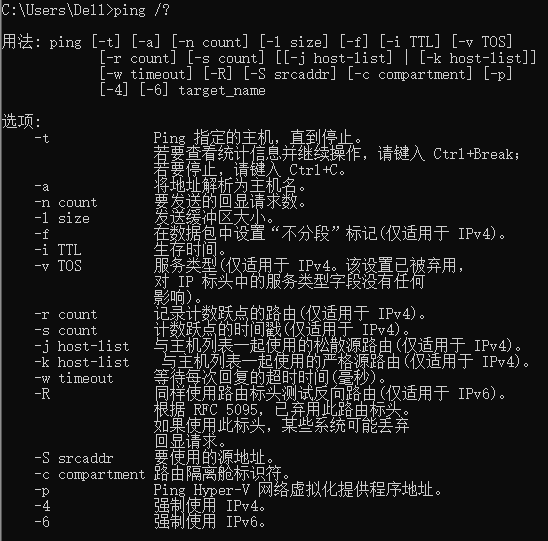 C:\Users\Dell>ping /?
用法: ping [-t] [-a] [-n count] [-l size] [-f] [-i TTL] [-v TOS]
[-r count] [-s count] [[-j host-list] | [-k host-list]]
[-w timeout] [-R] [-S srcaddr] [-c compartment] [-p]
[-4] [-6] target_name
选项:
-t Ping 指定的主机，直到停止。
若要查看统计信息并继续操作，请键入 Ctrl+Break；
若要停止，请键入 Ctrl+C。
-a 将地址解析为主机名。
-n count 要发送的回显请求数。
-l size 发送缓冲区大小。
-f 在数据包中设置“不分段”标记(仅适用于 IPv4)。
-i TTL 生存时间。
-v TOS 服务类型(仅适用于 IPv4。该设置已被弃用，
对 IP 标头中的服务类型字段没有任何
影响)。
-r count 记录计数跃点的路由(仅适用于 IPv4)。
-s count 计数跃点的时间戳(仅适用于 IPv4)。
-j host-list 与主机列表一起使用的松散源路由(仅适用于 IPv4)。
-k host-list 与主机列表一起使用的严格源路由(仅适用于 IPv4)。
-w timeout 等待每次回复的超时时间(毫秒)。
-R 同样使用路由标头测试反向路由(仅适用于 IPv6)。
根据 RFC 5095，已弃用此路由标头。
如果使用此标头，某些系统可能丢弃
回显请求。
-S srcaddr 要使用的源地址。
-c compartment 路由隔离舱标识符。
-p Ping Hyper-V 网络虚拟化提供程序地址。
-4 强制使用 IPv4。
-6 强制使用 IPv6。